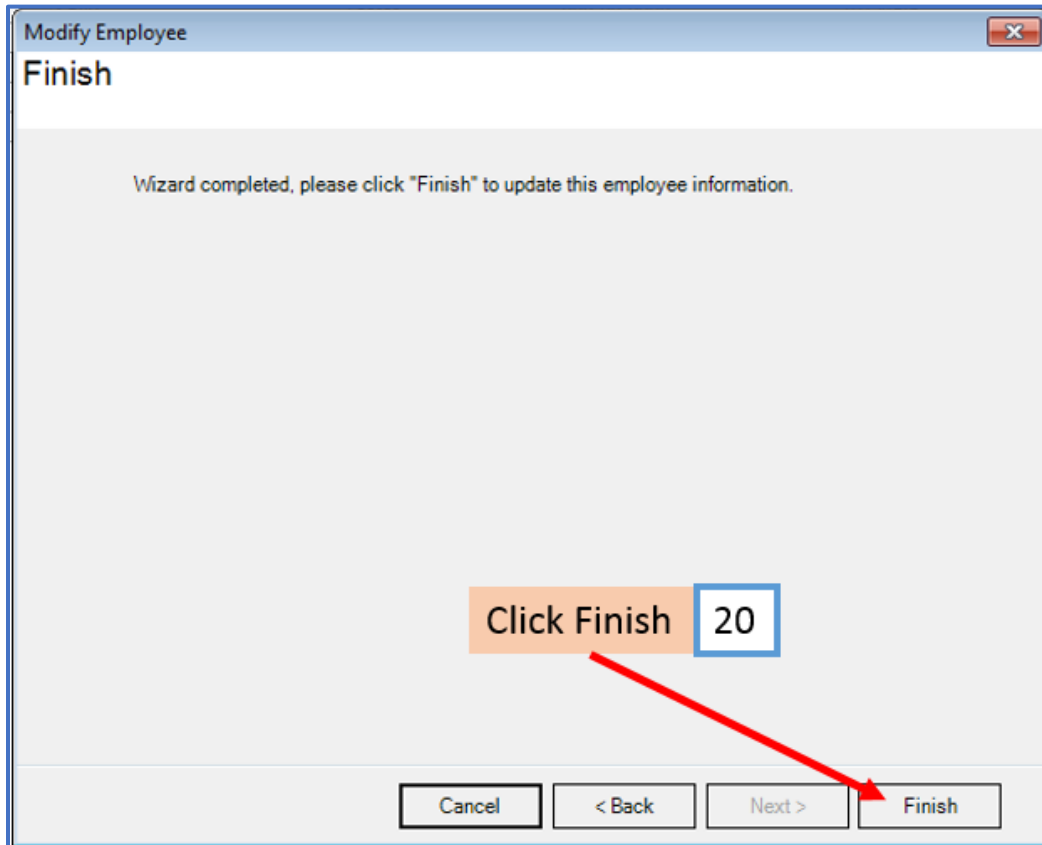 Modify Employee
Finish
Wizard completed, please click "Finish" to update this employee information.
Click Finish 20
Cancel < Back Next > Finish